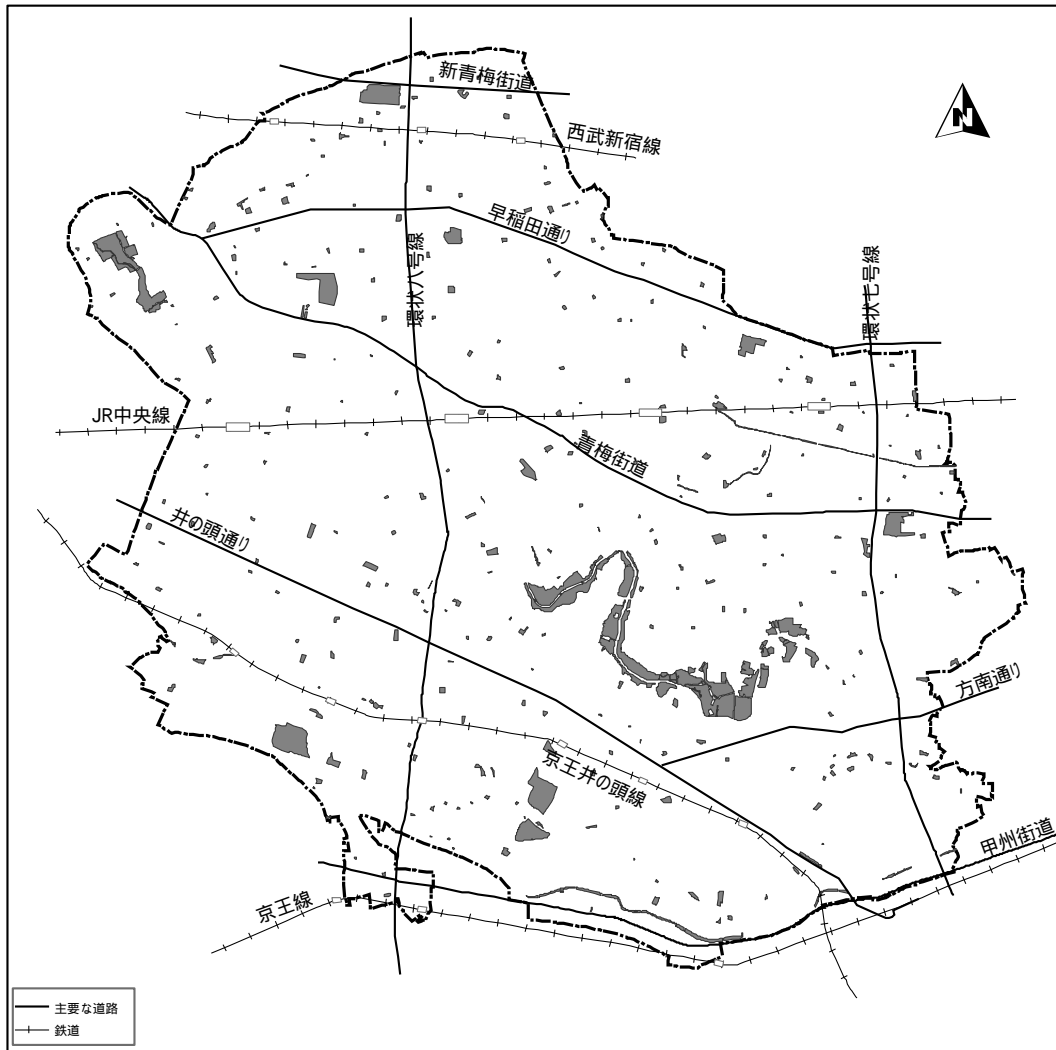 新青梅街道
西武新宿線
N
早稲田通り
環状八号線
環状七号線
JR中央線
青梅街道
井の頭通り
方南通り
京王井の頭線
甲州街道
京王線
主要な道路
鉄道